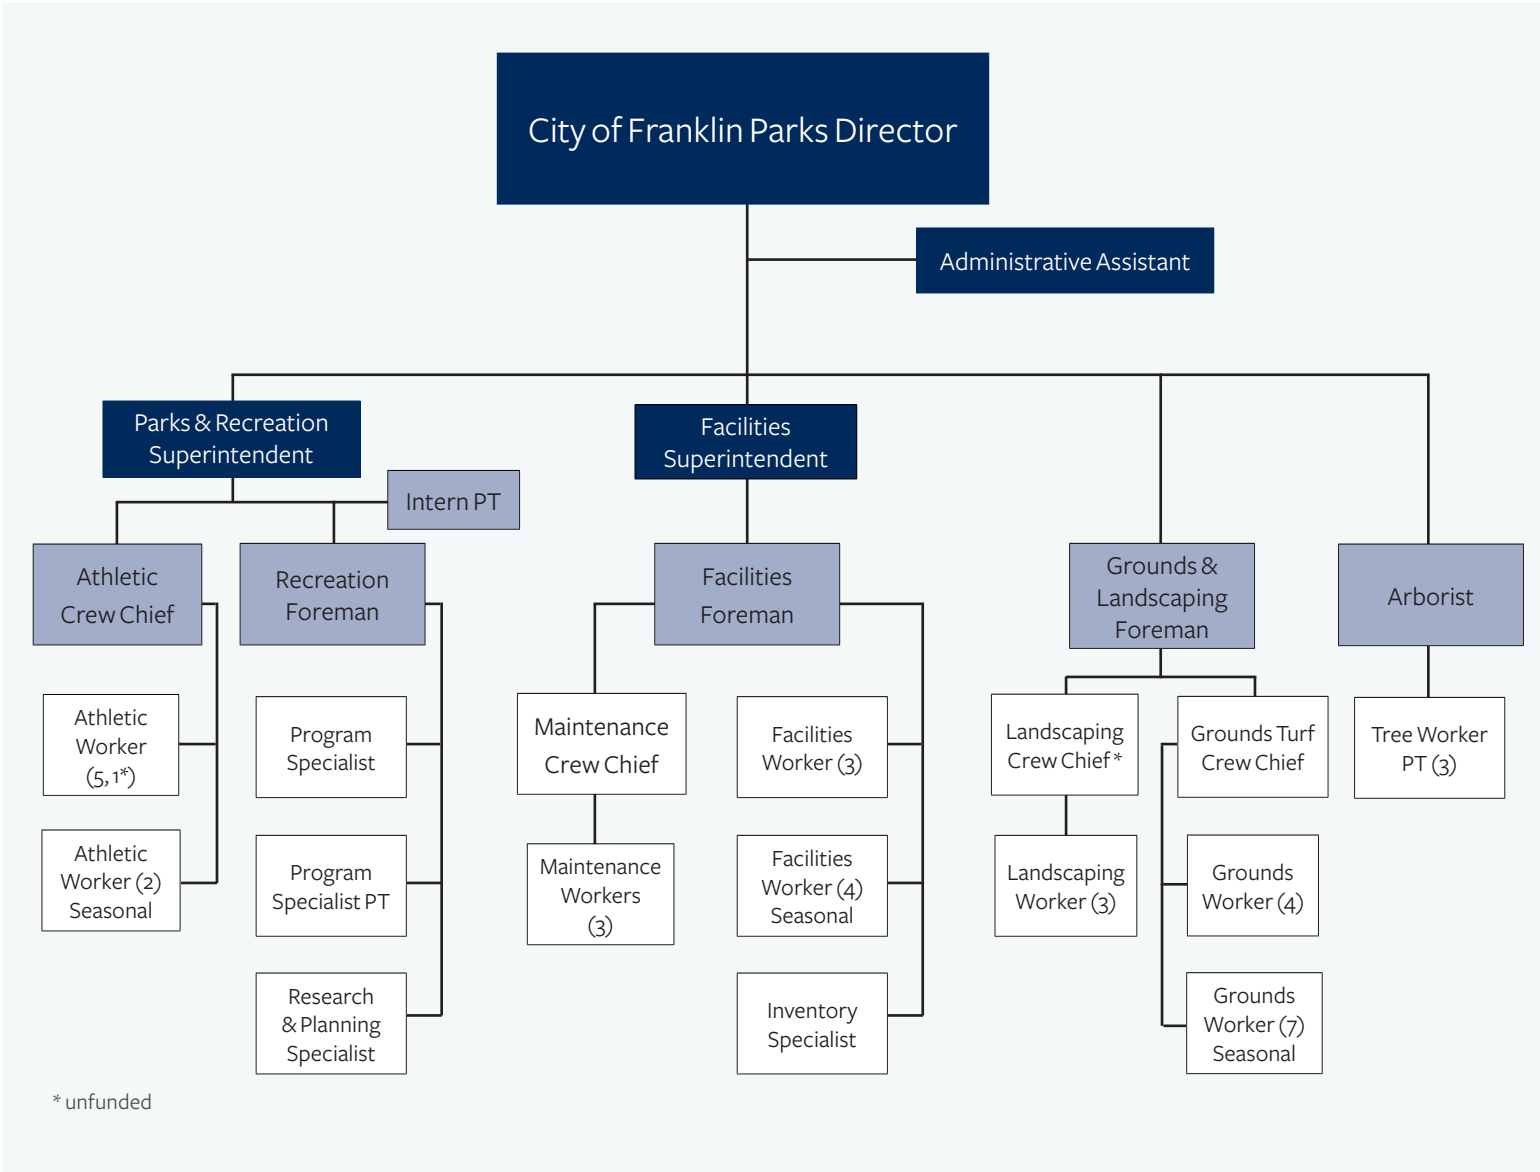 City of Franklin Parks Director
Administrative Assistant
Parks & Recreation
Superintendent
Facilities
Superintendent
Intern PT
Athletic
Crew Chief
Recreation
Foreman
Facilities
Foreman
Grounds &
Landscaping
Foreman
Arborist
Athletic
Worker
(5, 1*)
Program
Specialist
Maintenance
Crew Chief
Facilities
Worker (3)
Landscaping
Crew Chief *
Grounds Turf
Crew Chief
Tree Worker
PT (3)
Athletic
Worker (2)
Seasonal
Program
Specialist PT
Maintenance
Workers
(3)
Facilities
Worker (4)
Seasonal
Landscaping
Worker (3)
Grounds
Worker (4)
Research
& Planning
Specialist
Inventory
Specialist
Grounds
Worker (7)
Seasonal
* unfunded